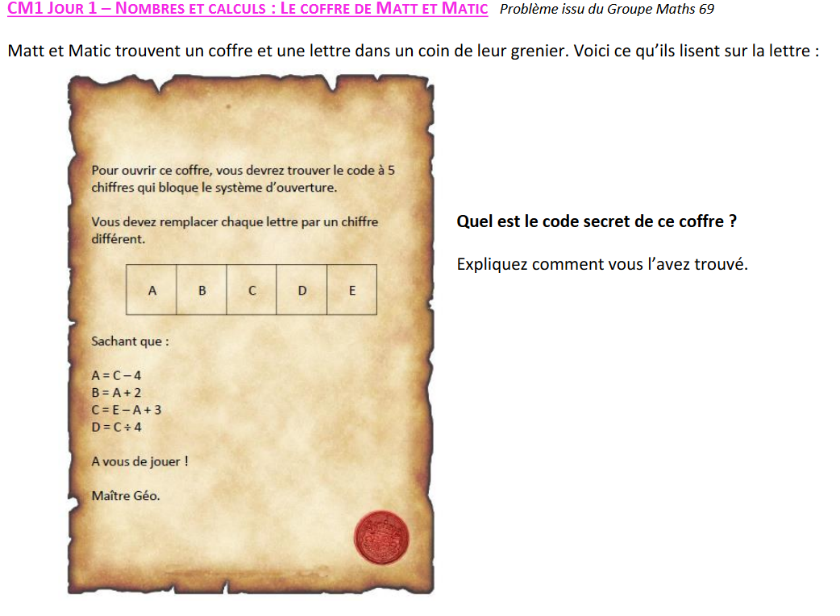 CM1 JOUR 1 – NOMBRES ET CALCULS : LE COFFRE DE MATT ET MATIC Problème issu du Groupe Maths 69
Matt et Matic trouvent un coffre et une lettre dans un coin de leur grenier. Voici ce qu’ils lisent sur la lettre :
Pour ouvrir ce coffre, vous devrez trouver le code à 5
chiffres qui bloque le système d’ouverture.
Vous devez remplacer chaque lettre par un chiffre
différent.
A B C D E
Sachant que :
A = C – 4
B = A + 2
C = E – A + 3
D = C ÷ 4
A vous de jouer !
Maître Géo.
Quel est le code secret de ce coffre ?
Expliquez comment vous l’avez trouvé.